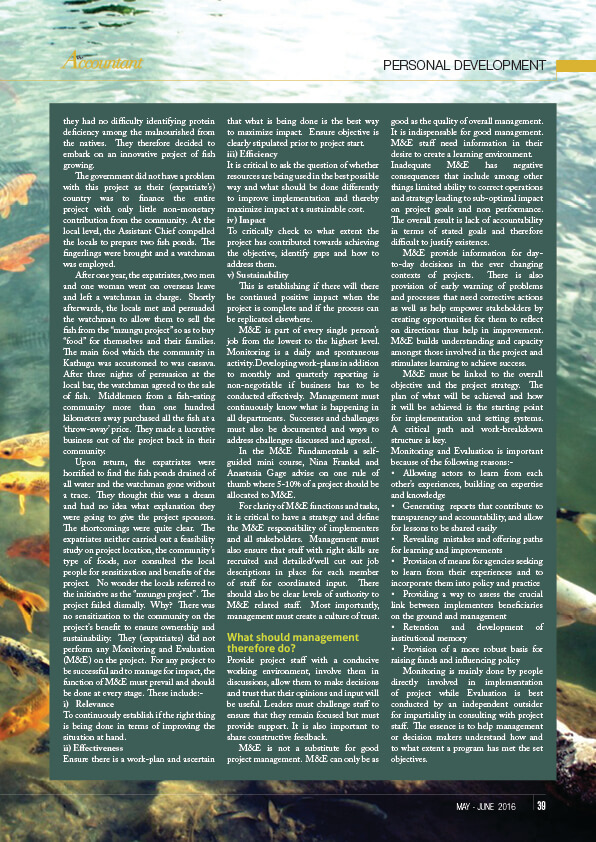 The Accountant
PERSONAL DEVELOPMENT
they had no difficulty identifying protein
deficiency among the malnourished from
the natives. They therefore decided to
embark on an innovative project of fish
growing.
The government did not have a problem
with this project as their (expatriate's)
country was to finance the entire
project with only little non-monetary
contribution from the community. At the
local level, the Assistant Chief compelled
the locals to prepare two fish ponds. The
fingerlings were brought and a watchman
was employed.
After one year, the expatriates, two men
and one woman went on overseas leave
and left a watchman in charge. Shortly
afterwards, the locals met and persuaded
the watchman to allow them to sell the
fish from the "mzungu project" so as to buy
"food" for themselves and their families.
The main food which the community in
Kathugu was accustomed to was cassava.
After three nights of persuasion at the
local bar, the watchman agreed to the sale
of fish. Middlemen from a fish-eating
community more than one hundred
kilometers away purchased all the fish at a
'throw-away' price. They made a lucrative
business out of the project back in their
community.
Upon return, the expatriates were
horrified to find the fish ponds drained of
all water and the watchman gone without
a trace. They thought this was a dream
and had no idea what explanation they
were going to give the project sponsors.
The shortcomings were quite clear. The
expatriates neither carried out a feasibility
study on project location, the community's
type of foods, nor consulted the local
people for sensitization and benefits of the
project. No wonder the locals referred to
the initiative as the "mzungu project". The
project failed dismally. Why? There was
no sensitization to the community on the
project's benefit to ensure ownership and
sustainability. They (expatriates) did not
perform any Monitoring and Evaluation
(M&E) on the project. For any project to
be successful and to manage for impact, the
function of M&E must prevail and should
be done at every stage. These include:-
i) Relevance
To continuously establish if the right thing
is being done in terms of improving the
situation at hand.
ii) Effectiveness
Ensure there is a work-plan and ascertain
that what is being done is the best way
to maximize impact. Ensure objective is
clearly stipulated prior to project start.
iii) Efficiency
It is critical to ask the question of whether
resources are being used in the best possible
way and what should be done differently
to improve implementation and thereby
maximize impact at a sustainable cost.
iv) Impact
To critically check to what extent the
project has contributed towards achieving
the objective, identify gaps and how to
address them.
v) Sustainability
This is establishing if there will there
be continued positive impact when the
project is complete and if the process can
be replicated elsewhere.
M&E is part of every single person's
job from the lowest to the highest level.
Monitoring is a daily and spontaneous
activity. Developing work-plans in addition
to monthly and quarterly reporting is
non-negotiable if business has to be
conducted effectively. Management must
continuously know what is happening in
all departments. Successes and challenges
must also be documented and ways to
address challenges discussed and agreed.
In the M&E Fundamentals a self-
guided mini course, Nina Frankel and
Anastasia Gage advise on one rule of
thumb where 5-10% of a project should be
allocated to M&E.
For clarity of M&E functions and tasks,
it is critical to have a strategy and define
the M&E responsibility of implementers
and all stakeholders. Management must
also ensure that staff with right skills are
recruited and detailed/well cut out job
descriptions in place for each member
of staff for coordinated input. There
should also be clear levels of authority to
M&E related staff. Most importantly,
management must create a culture of trust.
What should management
therefore do?
Provide project staff with a conducive
working environment, involve them in
discussions, allow them to make decisions
and trust that their opinions and input will
be useful. Leaders must challenge staff to
ensure that they remain focused but must
provide support. It is also important to
share constructive feedback.
M&E is not a substitute for good
project management. M&E can only be as
good as the quality of overall management.
It is indispensable for good management.
M&E staff need information in their
desire to create a learning environment.
Inadequate M&E has negative
consequences that include among other
things limited ability to correct operations
and strategy leading to sub-optimal impact
on project goals and non performance.
The overall result is lack of accountability
in terms of stated goals and therefore
difficult to justify existence.
M&E provide information for day-
to-day decisions in the ever changing
contexts of projects. There is also
provision of early warning of problems
and processes that need corrective actions
as well as help empower stakeholders by
creating opportunities for them to reflect
on directions thus help in improvement.
M&E builds understanding and capacity
amongst those involved in the project and
stimulates learning to achieve success.
M&E must be linked to the overall
objective and the project strategy. The
plan of what will be achieved and how
it will be achieved is the starting point
for implementation and setting systems.
A critical path and work-breakdown
structure is key.
Monitoring and Evaluation is important
because of the following reasons:-
• Allowing actors to learn from each
other's experiences, building on expertise
and knowledge
• Generating reports that contribute to
transparency and accountability, and allow
for lessons to be shared easily
• Revealing mistakes and offering paths
for learning and improvements
• Provision of means for agencies seeking
to learn from their experiences and to
incorporate them into policy and practice
• Providing a way to assess the crucial
link between implementers beneficiaries
on the ground and management
• Retention and development of
institutional memory
• Provision of a more robust basis for
raising funds and influencing policy
Monitoring is mainly done by people
directly involved in implementation
of project while Evaluation is best
conducted by an independent outsider
for impartiality in consulting with project
staff. The essence is to help management
or decision makers understand how and
to what extent a program has met the set
objectives.
MAY - JUNE 2016 39